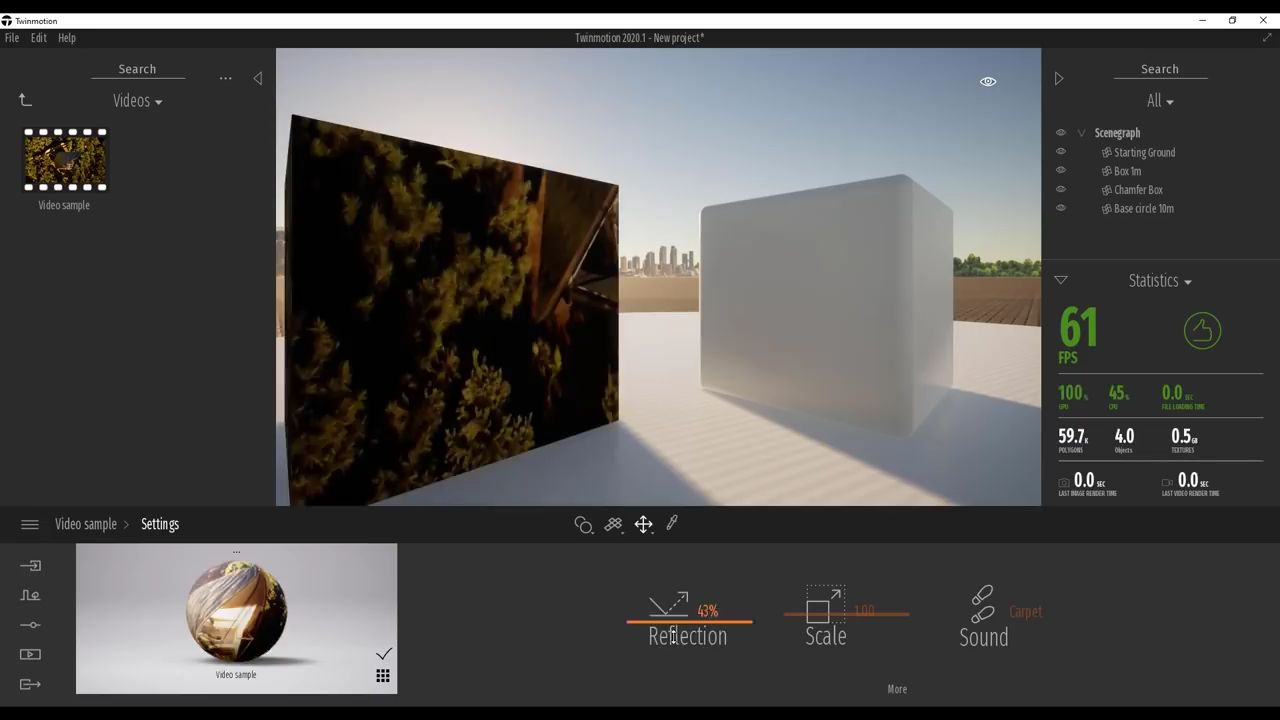 Twinmotion
File Edit Help
Twinmotion 2020.1 - New project*
Search
...
Videos
Video sample
Search
All
Scenegraph
Starting Ground
Box 1m
Chamfer Box
Base circle 10m
Statistics
61
FPS
100% 45% 0.0 SEC
GPU CPU FILE LOADING TIME
59.7K 4.0 0.5GB
POLYGONS Objects TEXTURES
0.0 SEC 0.0 SEC
LAST IMAGE RENDER TIME LAST VIDEO RENDER TIME
Video sample > Settings
...
Video sample
43%
Reflection
1.00
Scale
Carpet
Sound
More